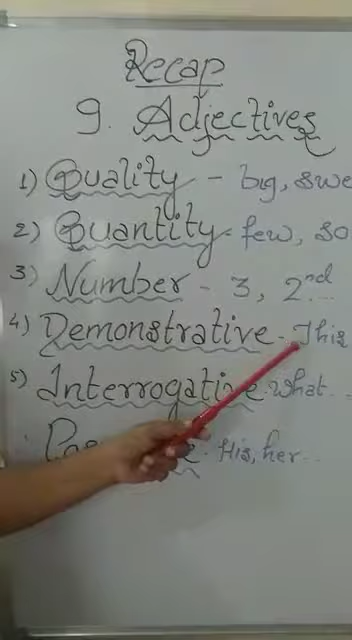 Recap
9. Adjectives
1) Quality - big,
2) Quantity - few,
3) Number - 3, 2nd...
4) Demonstrative - This
5) Interrogative - what...
His, her...